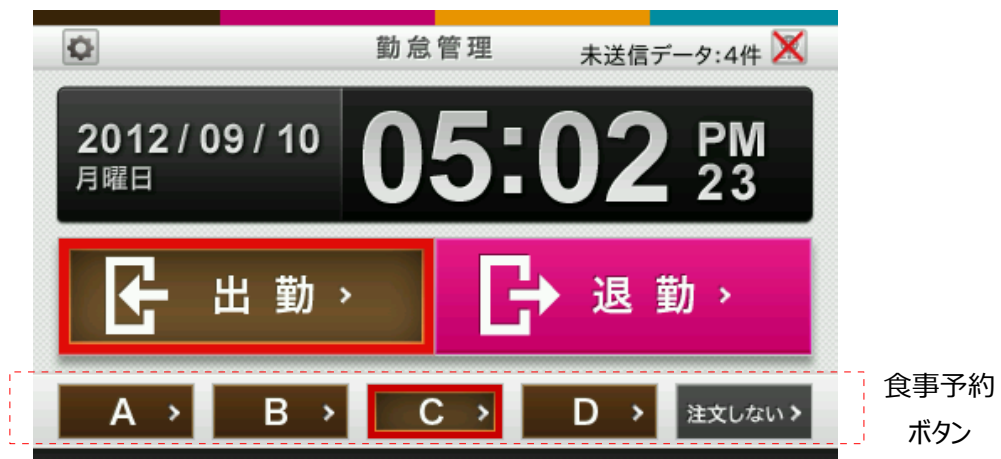 勤怠管理
未送信データ:4件
2012 / 09 / 10
月曜日
05:02 PM
23
出勤
退勤
A
B
C
D
注文しない
食事予約
ボタン